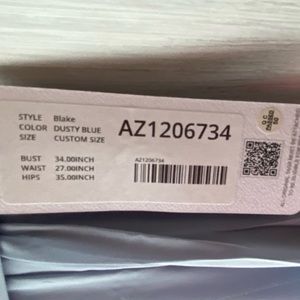 STYLE Blake
COLOR DUSTY BLUE
SIZE CUSTOM SIZE
AZ1206734
BUST 34.00INCH
WAIST 27.00INCH
HIPS 35.00INCH
AZ1206734